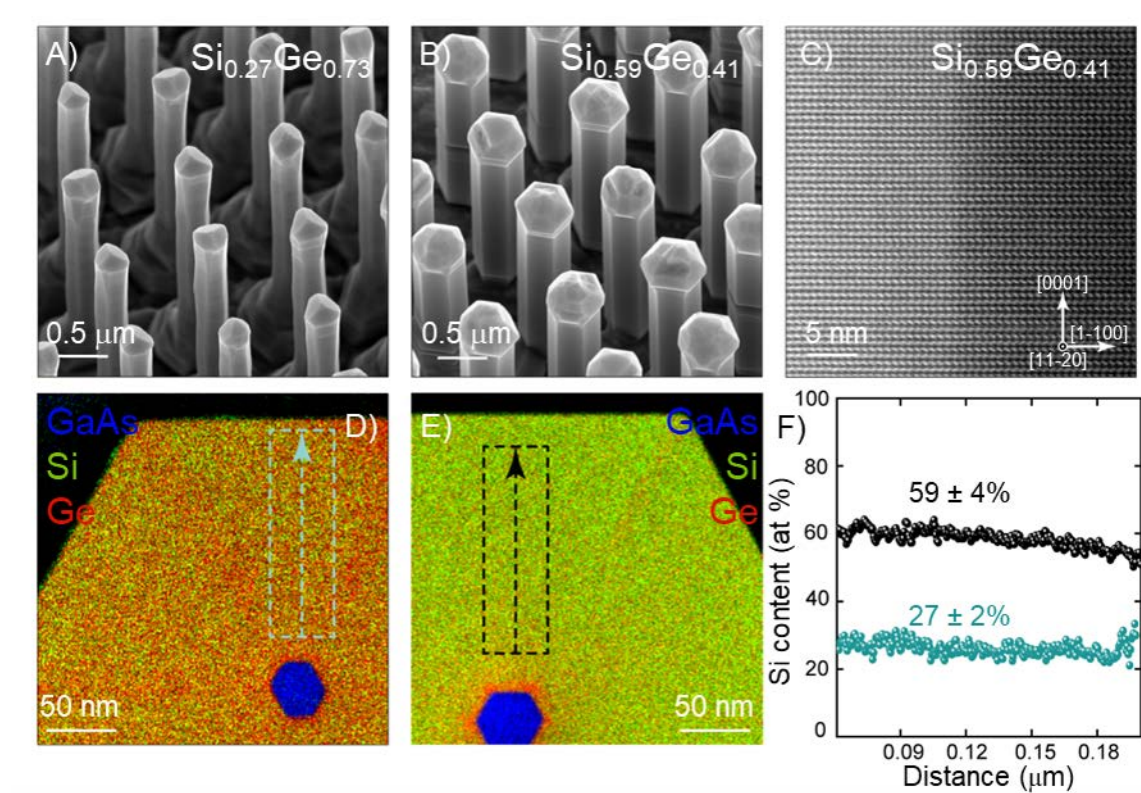 A) Si0.27Ge0.73
0.5 μm
B) Si0.59Ge0.41
0.5 μm
C) Si0.59Ge0.41
[0001]
[1-100]
[11-20]
5 nm
GaAs D)
Si
Ge
50 nm
E) GaAs
Si
Ge
50 nm
F)
100
80
60
40
20
0
Si content (at %)
59 ± 4%
27 ± 2%
0.09 0.12 0.15 0.18
Distance (μm)